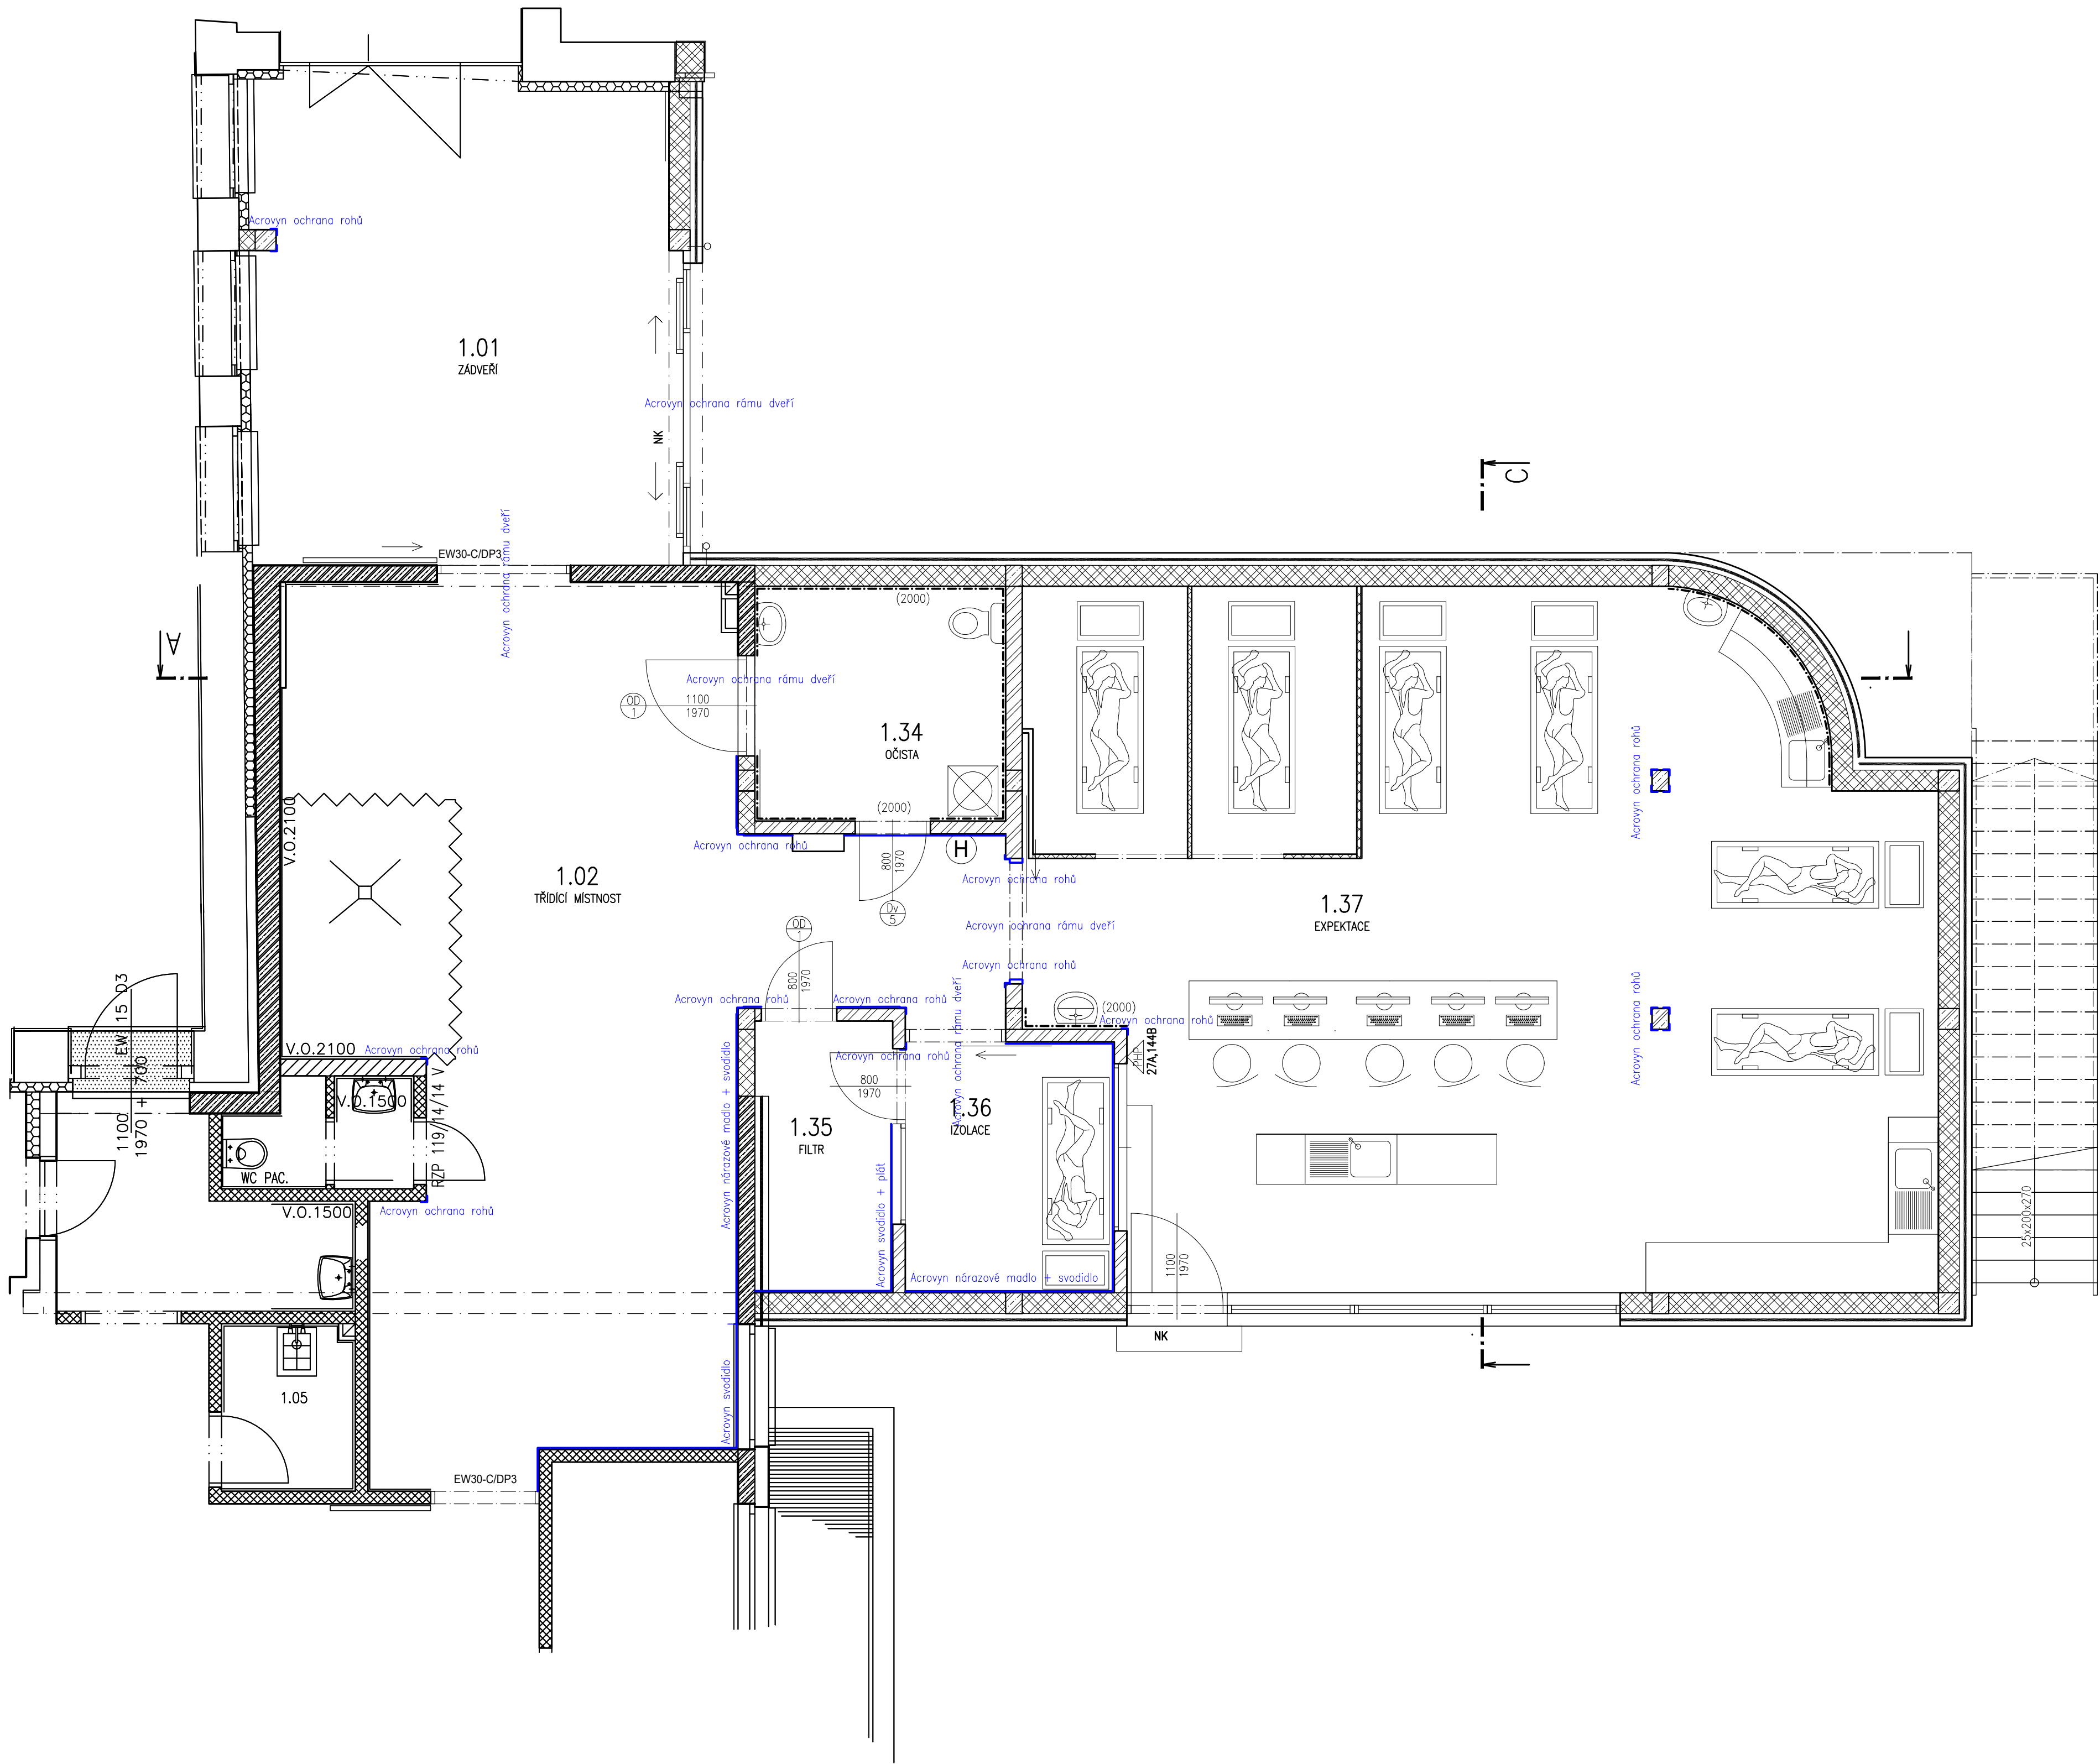 Acrovyn ochrana rohů
1.01
ZÁDVEŘÍ
Acrovyn ochrana rámu dveří
NK
C
Acrovyn ochrana rámu dveří
EW30-C/DP3
A
(2000)
Acrovyn ochrana rámu dveří
OD
1
1100
1970
1.34
OČISTA
(2000)
V.O.2100
Acrovyn ochrana rohů
H
800
1970
Dv
5
1.02
TŘÍDÍCÍ MÍSTNOST
Acrovyn ochrana rohů
Acrovyn ochrana rámu dveří
Acrovyn ochrana rohů
1.37
EXPEKTACE
Acrovyn ochrana rohů
Acrovyn ochrana rohů
OD
1
800
1970
Acrovyn ochrana rohů
Acrovyn ochrana rohů
Acrovyn ochrana rámu dveří
(2000)
Acrovyn ochrana rohů
PHP
27A,144B
EW 15 D3
1100
1970 + 700
V.O.2100
Acrovyn ochrana rohů
Acrovyn ochrana rohů
800
1970
V.O.1500
RZP 119/14/14 V
1.35
FILTR
1.36
IZOLACE
Acrovyn nárazové madlo + svodidlo
Acrovyn svodidlo + plát
WC PAC.
V.O.1500
Acrovyn ochrana rohů
Acrovyn nárazové madlo + svodidlo
1100
1970
25x200x270
NK
Acrovyn svodidlo
1.05
EW30-C/DP3